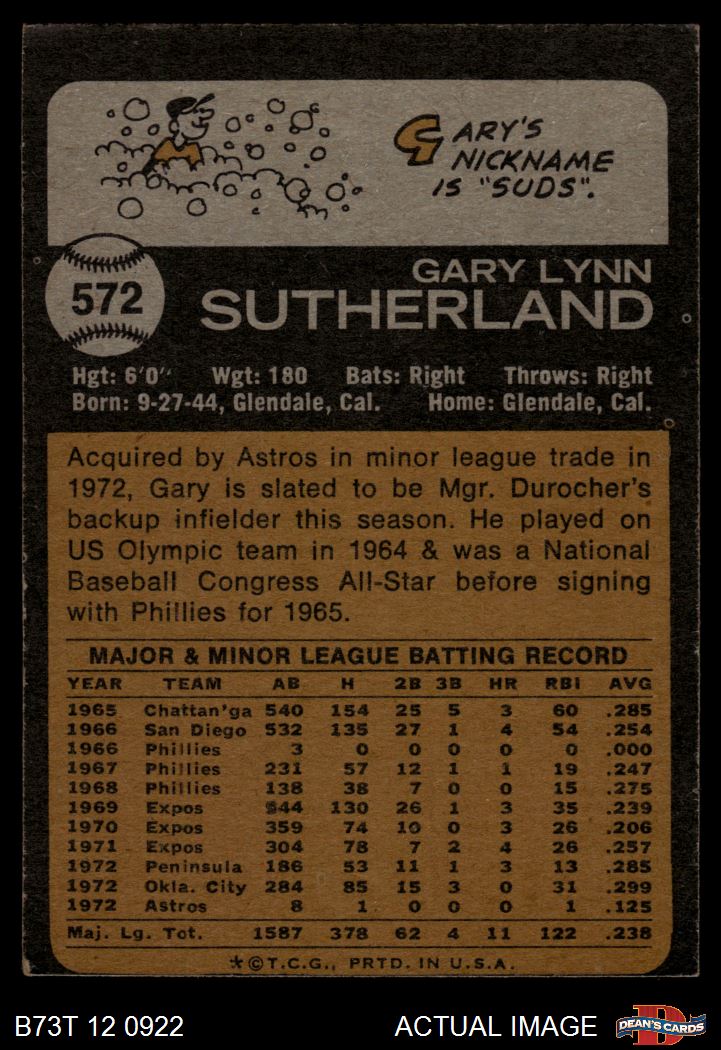 GARY'S
NICKNAME
IS "SUDS".
572
GARY LYNN
SUTHERLAND
Hgt: 6'0" Wgt: 180 Bats: Right Throws: Right
Born: 9-27-44, Glendale, Cal. Home: Glendale, Cal.
Acquired by Astros in minor league trade in
1972, Gary is slated to be Mgr. Durocher's
backup infielder this season. He played on
US Olympic team in 1964 & was a National
Baseball Congress All-Star before signing
with Phillies for 1965.
MAJOR & MINOR LEAGUE BATTING RECORD
YEAR TEAM AB H 2B 3B HR RBI AVG
1965 Chattan'ga 540 154 25 5 3 60 .285
1966 San Diego 532 135 27 1 4 54 .254
1966 Phillies 3 0 0 0 0 0 .000
1967 Phillies 231 57 12 1 1 19 .247
1968 Phillies 138 38 7 0 0 15 .275
1969 Expos 544 130 26 1 3 35 .239
1970 Expos 359 74 10 0 3 26 .206
1971 Expos 304 78 7 2 4 26 .257
1972 Peninsula 186 53 11 1 3 13 .285
1972 Okla. City 284 85 15 3 0 31 .299
1972 Astros 8 1 0 0 0 1 .125
Maj. Lg. Tot. 1587 378 62 4 11 122 .238
*©T.C.G., PRTD. IN U.S.A.
B73T 12 0922 ACTUAL IMAGE DEAN'S CARDS